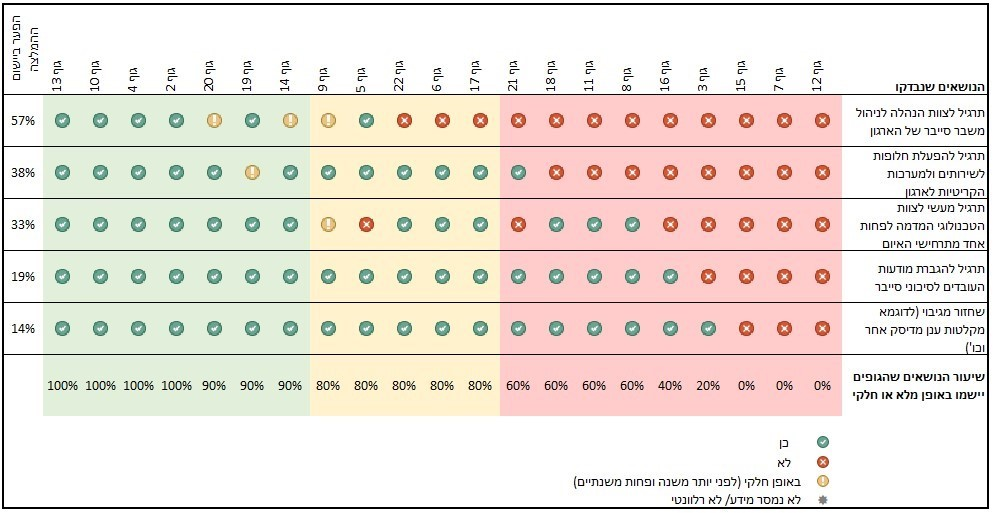 הנושאים שנבדקו
גוף 12
גוף 7
גוף 15
גוף 3
גוף 16
גוף 8
גוף 11
גוף 18
גוף 21
גוף 17
גוף 6
גוף 22
גוף 5
גוף 9
גוף 14
גוף 19
גוף 20
גוף 2
גוף 4
גוף 10
גוף 13
הפער ביישום
ההמלצה
תרגיל לצוות הנהלה לניהול
משבר סייבר של הארגון
57%
תרגיל להפעלת חלופות
לשירותים ולמערכות
הקריטיות לארגון
38%
תרגיל מעשי לצוות
הטכנולוגי המדמה לפחות
אחד מתרחישי האיום
33%
תרגיל להגברת מודעות
העובדים לסיכוני סייבר
19%
שחזור מגיבוי (לדוגמא
מקלטות ענן מדיסק אחר
וכו')
14%
שיעור הנושאים שהגופים
יישמו באופן מלא או חלקי
0% 0% 0% 20% 40% 60% 60% 60% 60% 80% 80% 80% 80% 80% 90% 90% 90% 100% 100% 100% 100%
כן
לא
באופן חלקי (לפני יותר משנה ופחות משנתיים)
לא נמסר מידע/ לא רלוונטי